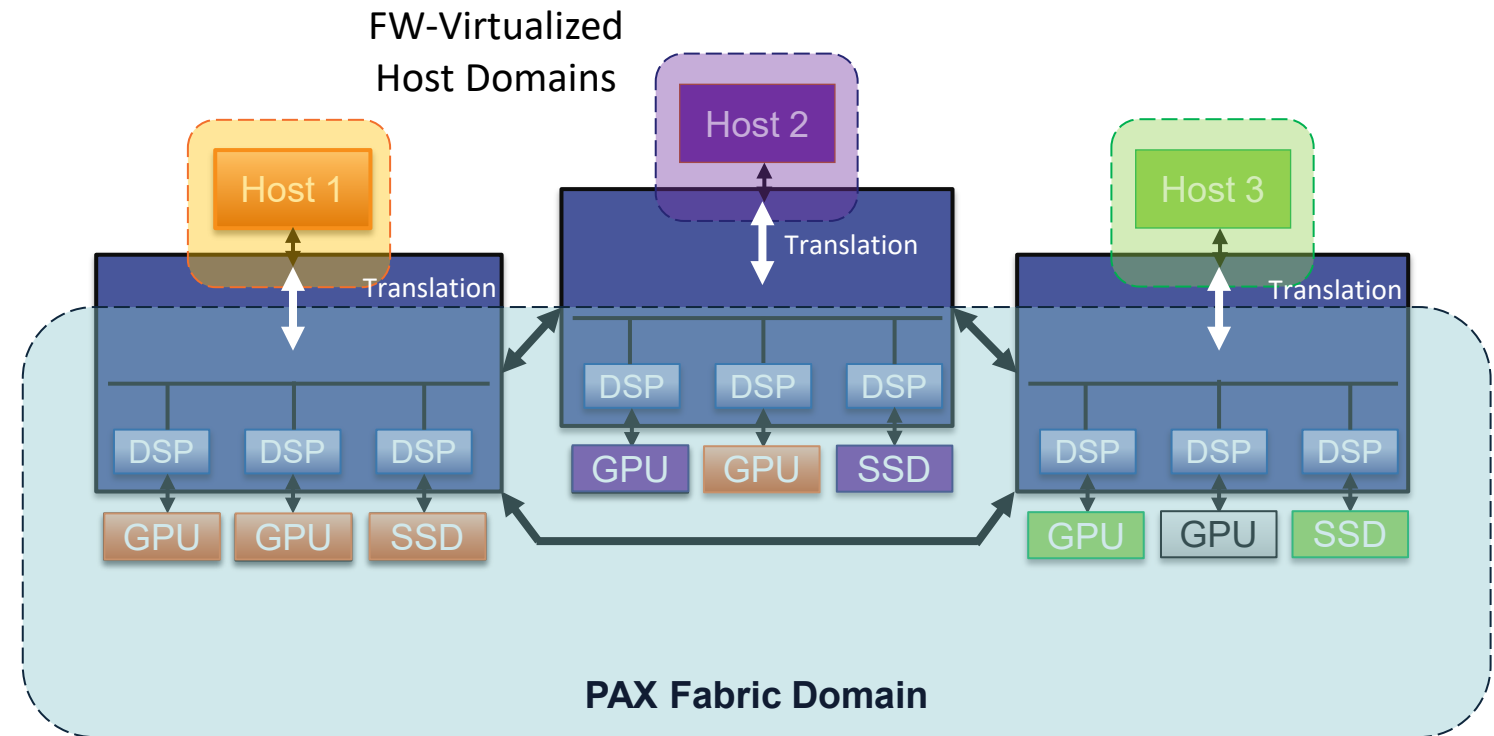 FW-Virtualized
Host Domains
Host 1
Host 2
Host 3
Translation
Translation
Translation
DSP
DSP
DSP
DSP
DSP
DSP
DSP
DSP
DSP
GPU
GPU
SSD
GPU
GPU
SSD
GPU
GPU
SSD
PAX Fabric Domain